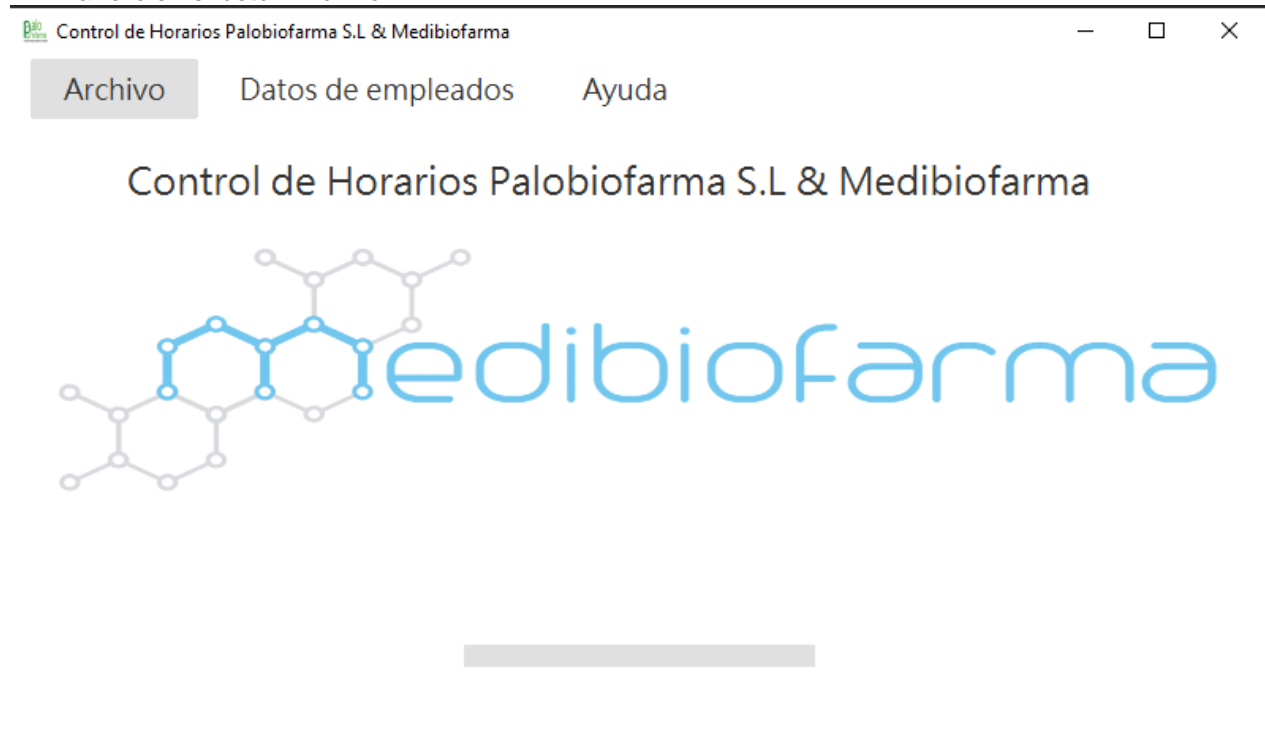 Control de Horarios Palobiofarma S.L & Medibiofarma
Archivo Datos de empleados Ayuda
Control de Horarios Palobiofarma S.L & Medibiofarma
edibiofarma